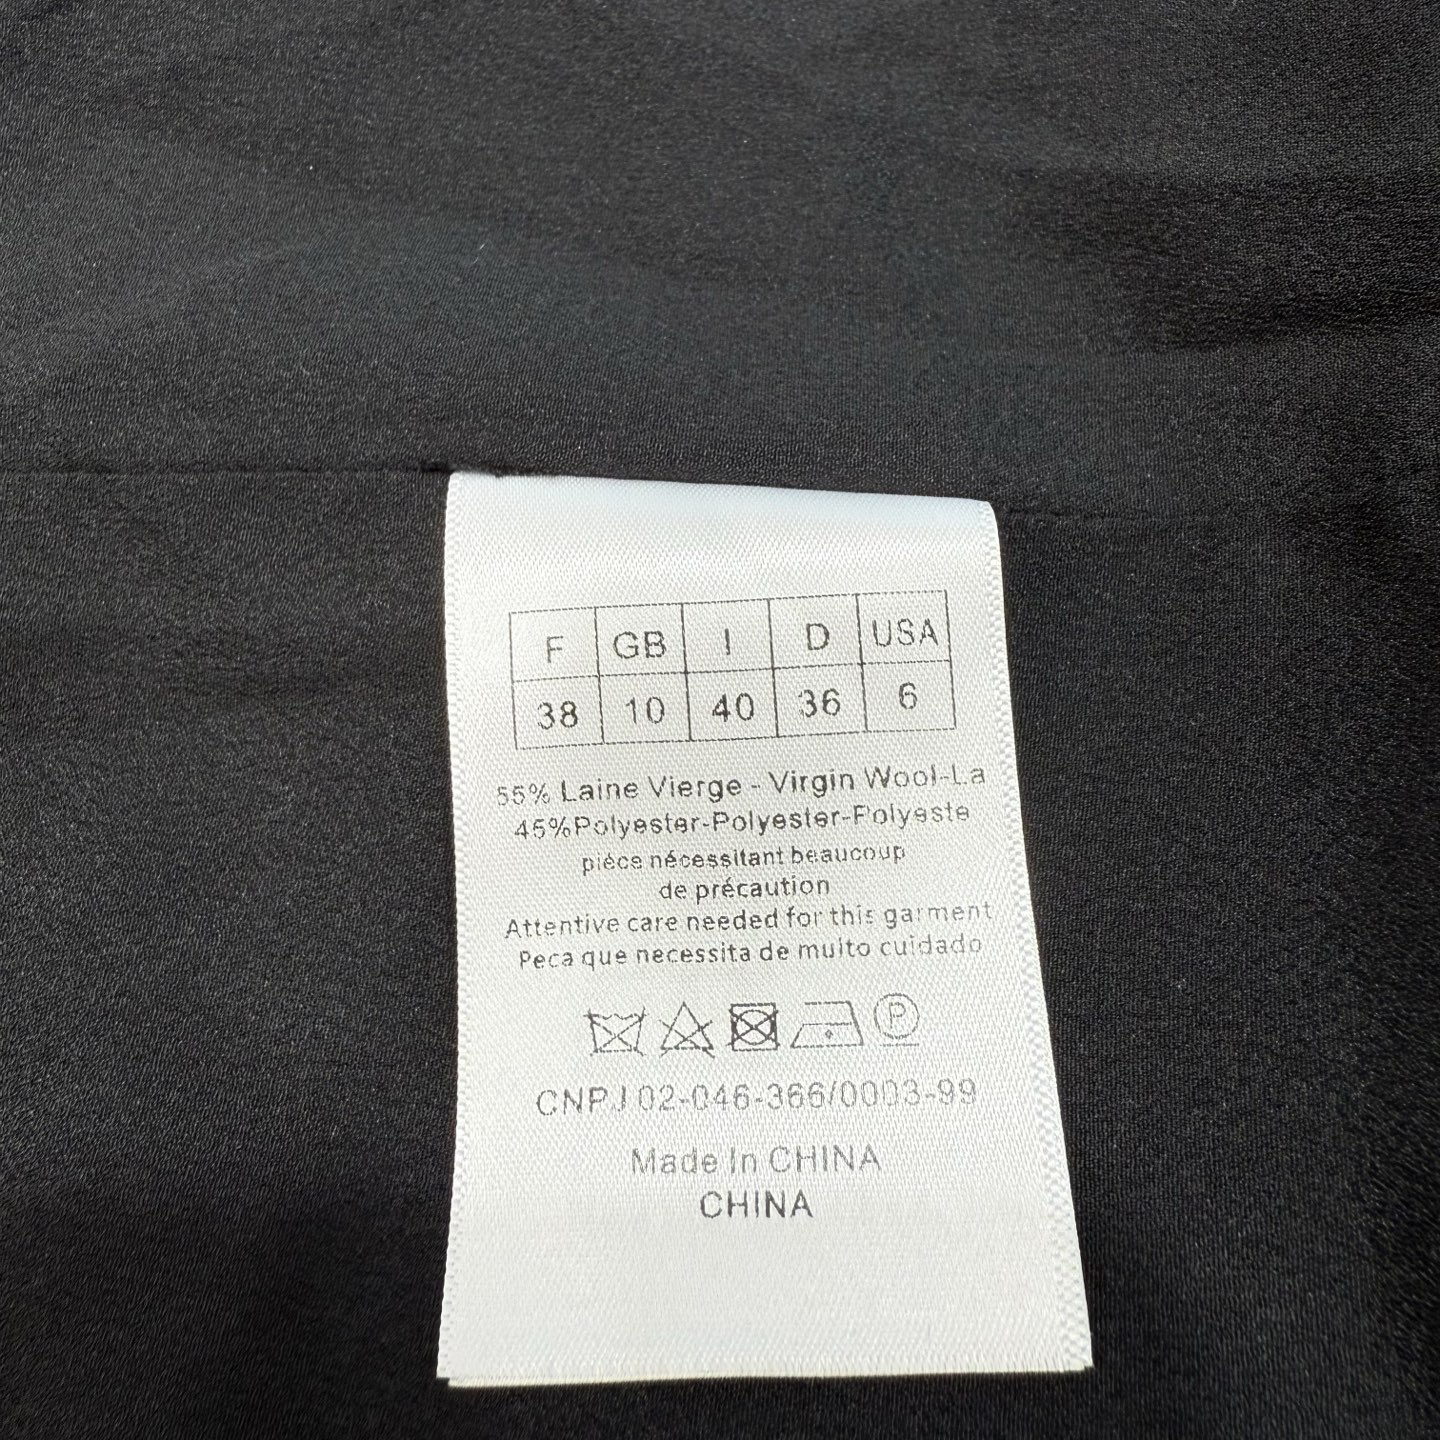 F GB I D USA
38 10 40 36 6
55% Laine Vierge - Virgin Wool-La
45%Polyester-Polyester-Polyeste
pièce nécessitant beaucoup
de précaution
Attentive care needed for this garment
Peca que necessita de muito cuidado
P
CNPJ 02-046-366/0003-99
Made In CHINA
CHINA